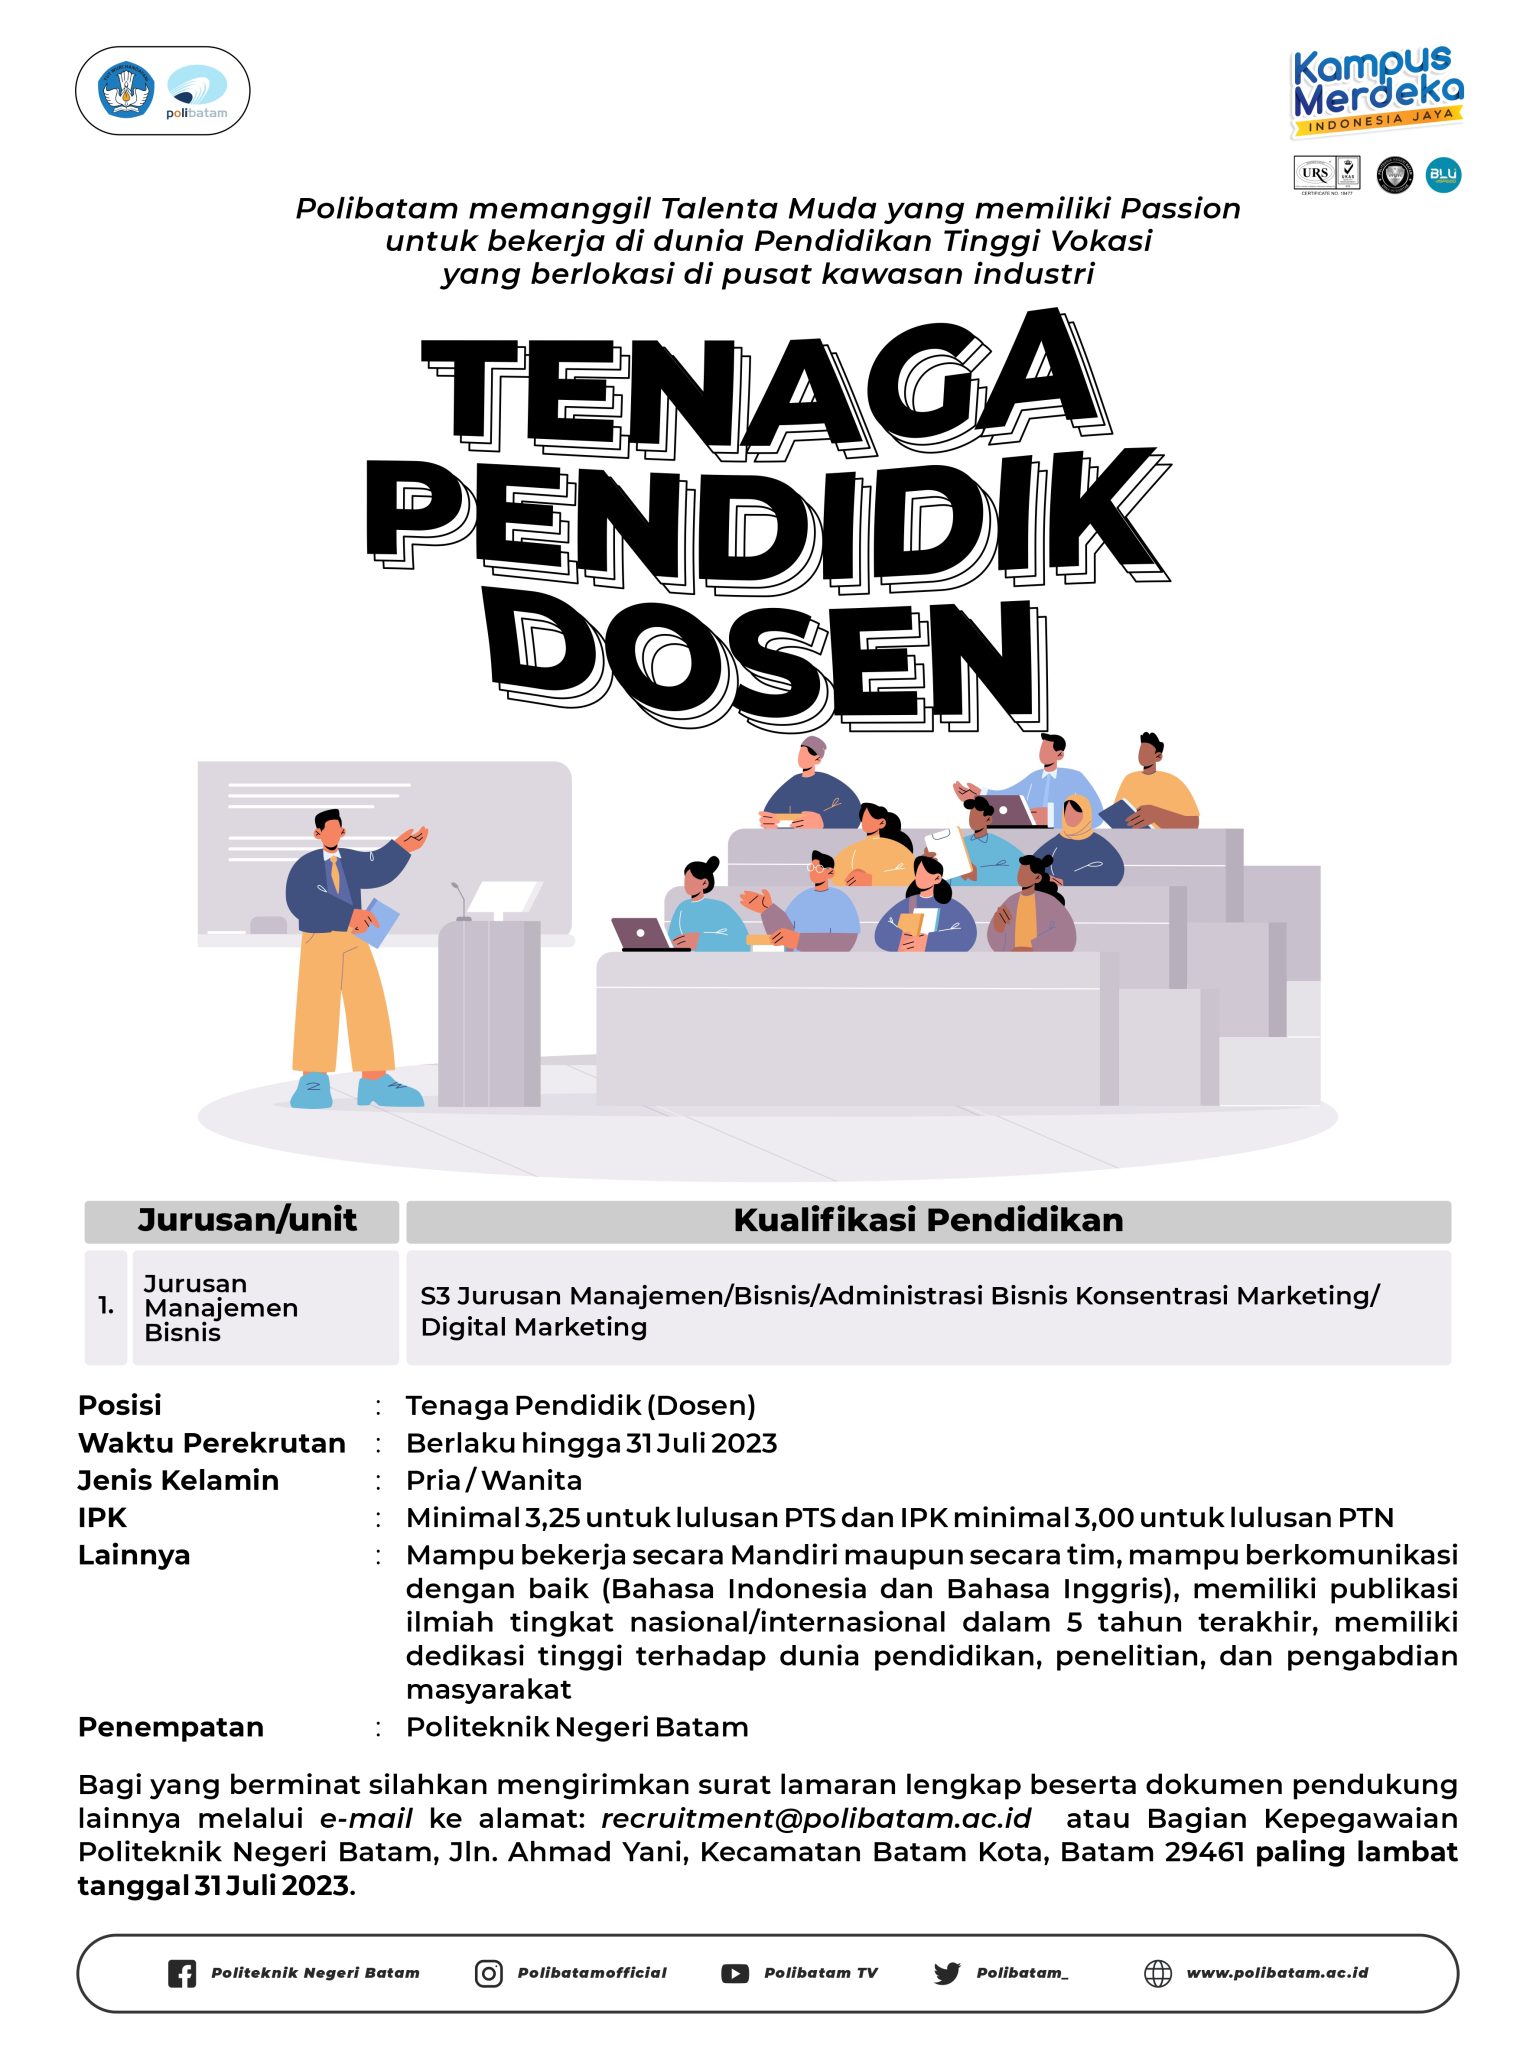 polibatam
Kampus
Merdeka
INDONESIA JAYA
URS
UKAS
CERTIFICATE NO. 18477
BLU
Polibatam memanggil Talenta Muda yang memiliki Passion
untuk bekerja di dunia Pendidikan Tinggi Vokasi
yang berlokasi di pusat kawasan industri
TENAGA
PENDIDIK
DOSEN
Jurusan/unit Kualifikasi Pendidikan
1. Jurusan
Manajemen
Bisnis
S3 Jurusan Manajemen/Bisnis/Administrasi Bisnis Konsentrasi Marketing/
Digital Marketing
Posisi : Tenaga Pendidik (Dosen)
Waktu Perekrutan : Berlaku hingga 31 Juli 2023
Jenis Kelamin : Pria / Wanita
IPK : Minimal 3,25 untuk lulusan PTS dan IPK minimal 3,00 untuk lulusan PTN
Lainnya : Mampu bekerja secara Mandiri maupun secara tim, mampu berkomunikasi
dengan baik (Bahasa Indonesia dan Bahasa Inggris), memiliki publikasi
ilmiah tingkat nasional/internasional dalam 5 tahun terakhir, memiliki
dedikasi tinggi terhadap dunia pendidikan, penelitian, dan pengabdian
masyarakat
Penempatan : Politeknik Negeri Batam
Bagi yang berminat silahkan mengirimkan surat lamaran lengkap beserta dokumen pendukung
lainnya melalui e-mail ke alamat: recruitment@polibatam.ac.id atau Bagian Kepegawaian
Politeknik Negeri Batam, Jln. Ahmad Yani, Kecamatan Batam Kota, Batam 29461 paling lambat
tanggal 31 Juli 2023.
Politeknik Negeri Batam Polibatamofficial Polibatam TV Polibatam_ www.polibatam.ac.id